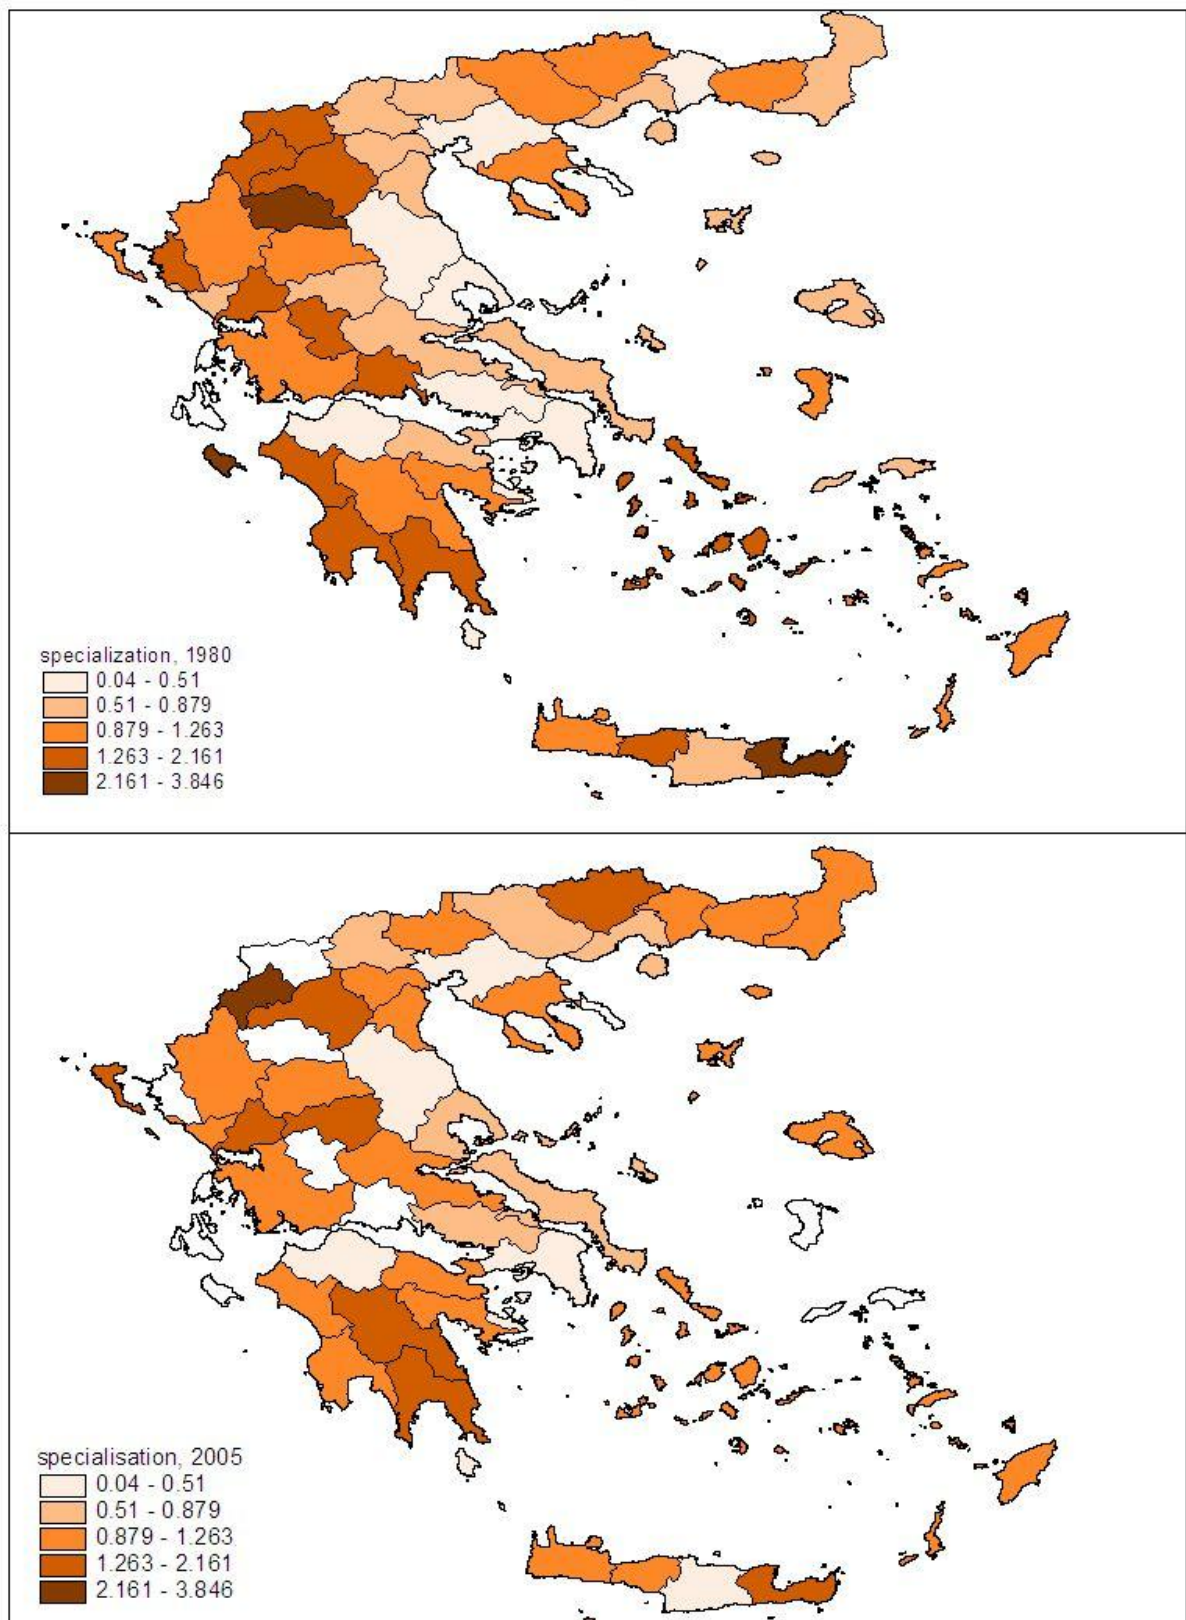 specialization, 1980
0.04 - 0.51
0.51 - 0.879
0.879 - 1.263
1.263 - 2.161
2.161 - 3.846
specialisation, 2005
0.04 - 0.51
0.51 - 0.879
0.879 - 1.263
1.263 - 2.161
2.161 - 3.846